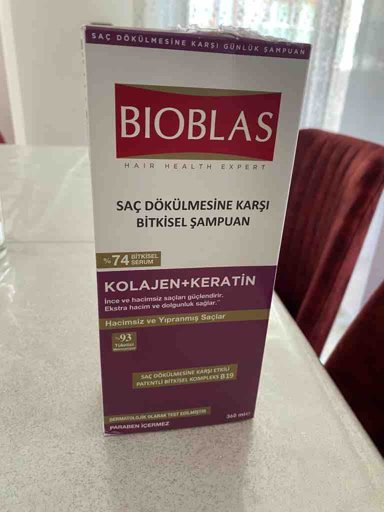 SAÇ DÖKÜLMESİNE KARŞI GÜNLÜK ŞAMPUAN
BIOBLAS
HAIR HEALTH EXPERT
SAÇ DÖKÜLMESİNE KARŞI
BİTKİSEL ŞAMPUAN
%74 BİTKİSEL SERUM
KOLAJEN+KERATİN
İnce ve hacimsiz saçları güçlendirir.
Ekstra hacim ve dolgunluk sağlar.
Hacimsiz ve Yıpranmış Saçlar
%93
SAÇ DÖKÜLMESİNE KARŞI ETKİLİ
PATENTLİ BİTKİSEL KOMPLEKS B19
DERMATOLOJİK OLARAK TEST EDİLMİŞTİR
PARABEN İÇERMEZ
360 ml e